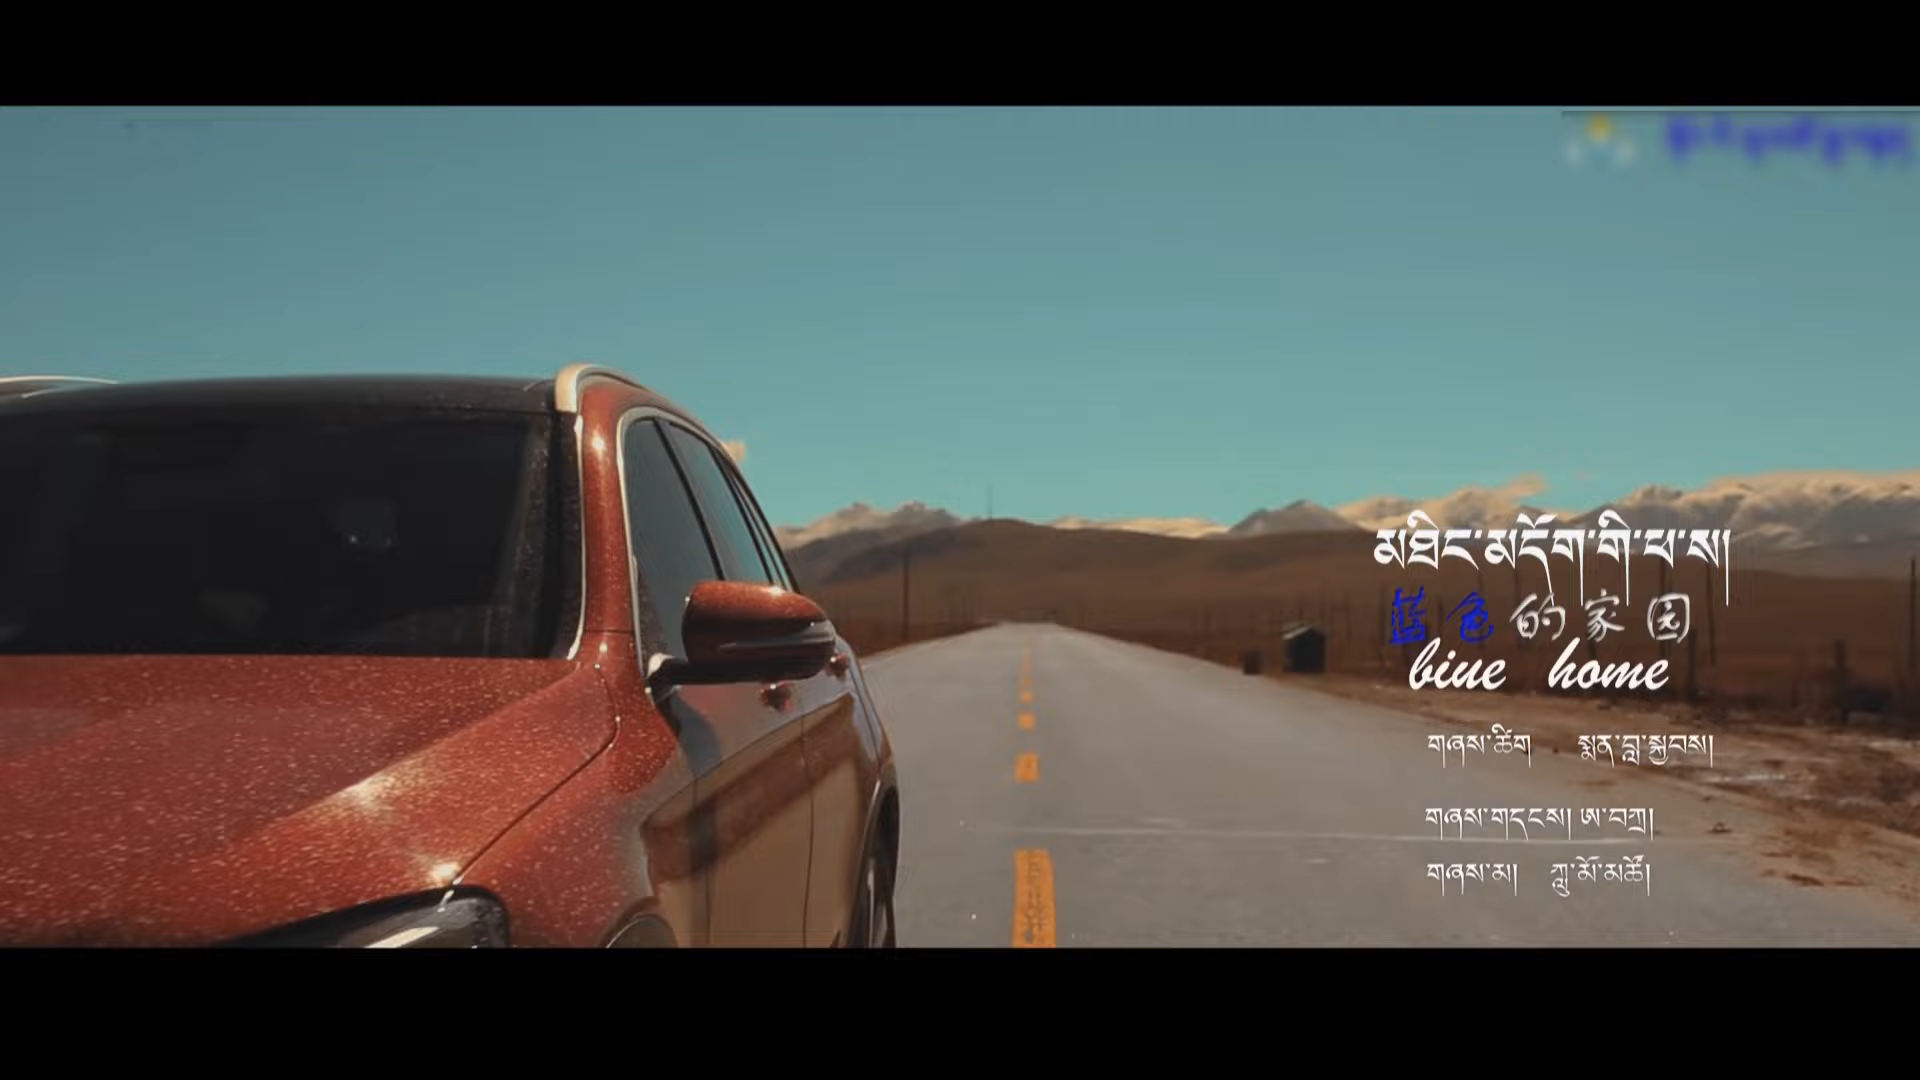 མཐིང་མདོག་གི་ཕ་ས།
蓝色的家园
biue home
གཞས་ཚིག སྨན་བླ་སྐྱབས།
གཞས་གདངས། ཨ་བཀྲ།
གཞས་མ། ཀླུ་མོ་མཚོ།